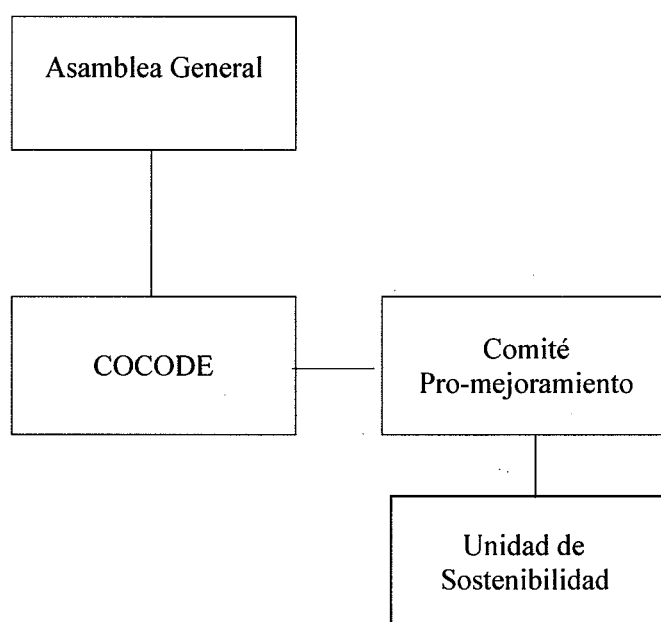 Asamblea General
COCODE
Comité
Pro-mejoramiento
Unidad de
Sostenibilidad